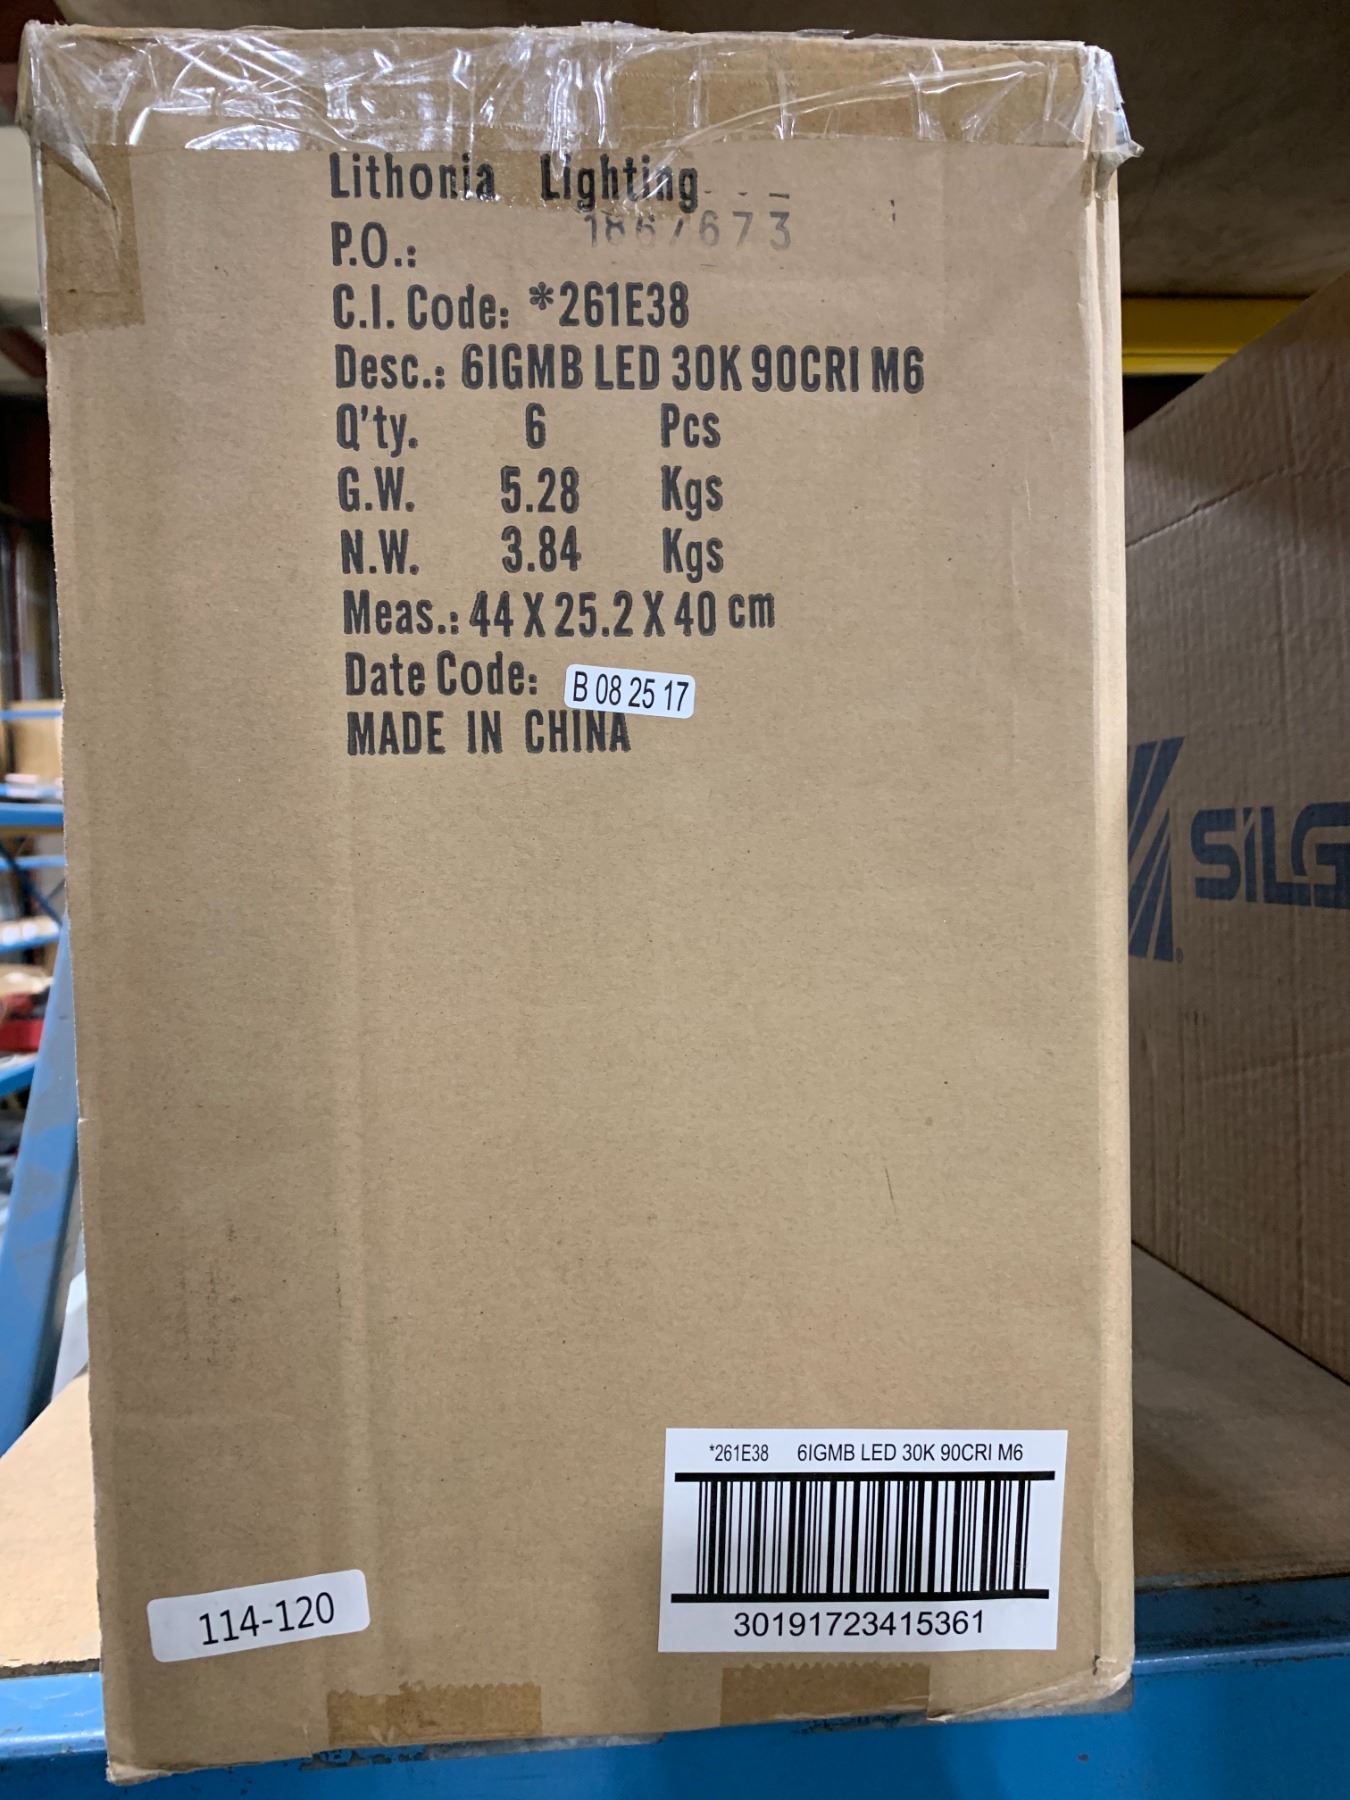 Lithonia Lighting
P.O.: 1867673
C.I. Code: *261E38
Desc.: 6IGMB LED 30K 90CRI M6
Q'ty. 6 Pcs
G.W. 5.28 Kgs
N.W. 3.84 Kgs
Meas.: 44 X 25.2 X 40 cm
Date Code: B 08 25 17
MADE IN CHINA
SILG
®
*261E38 6IGMB LED 30K 90CRI M6
30191723415361
114-120